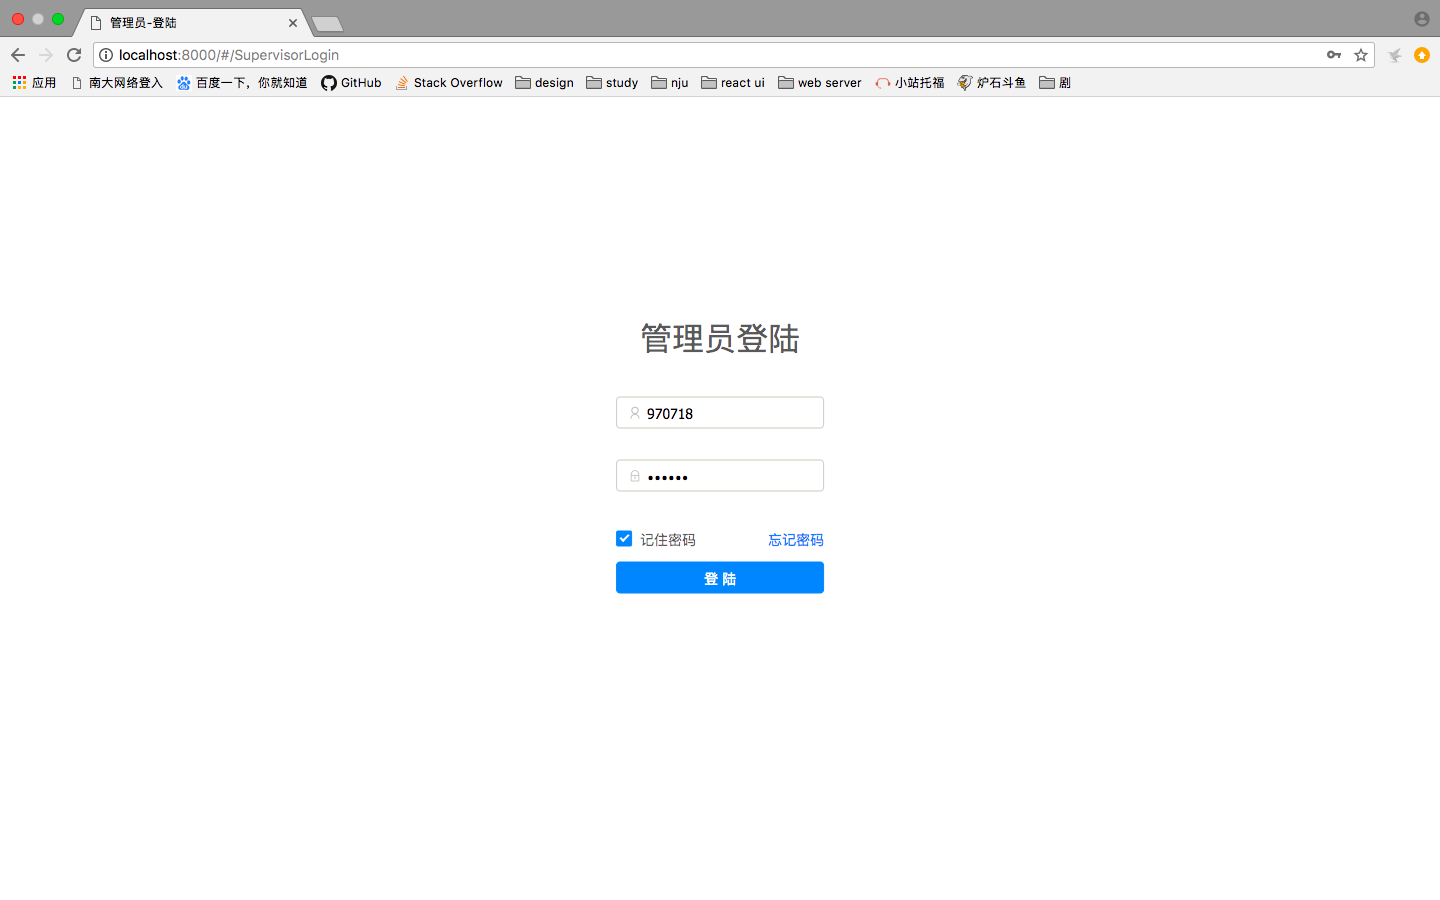 管理员-登陆
localhost:8000/#/SupervisorLogin
应用 南大网络登入 百度一下，你就知道 GitHub Stack Overflow design study nju react ui web server 小站托福 炉石斗鱼 剧
管理员登陆
970718
••••••
记住密码 忘记密码
登 陆